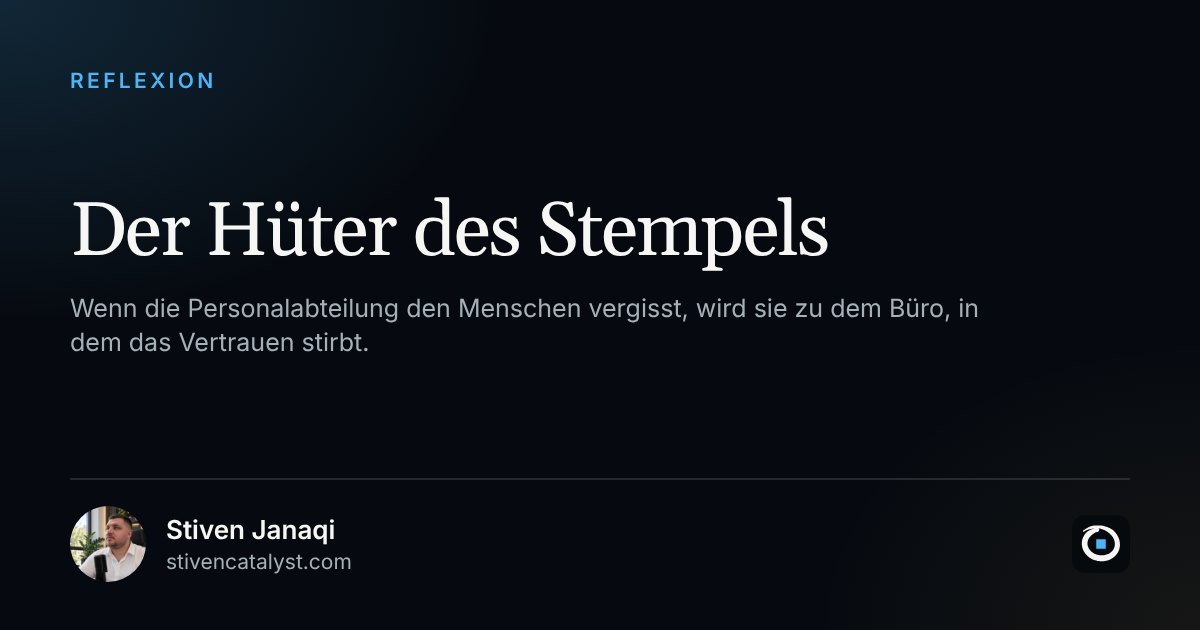 REFLEXION
Der Hüter des Stempels
Wenn die Personalabteilung den Menschen vergisst, wird sie zu dem Büro, in
dem das Vertrauen stirbt.
Stiven Janaqi
stivencatalyst.com